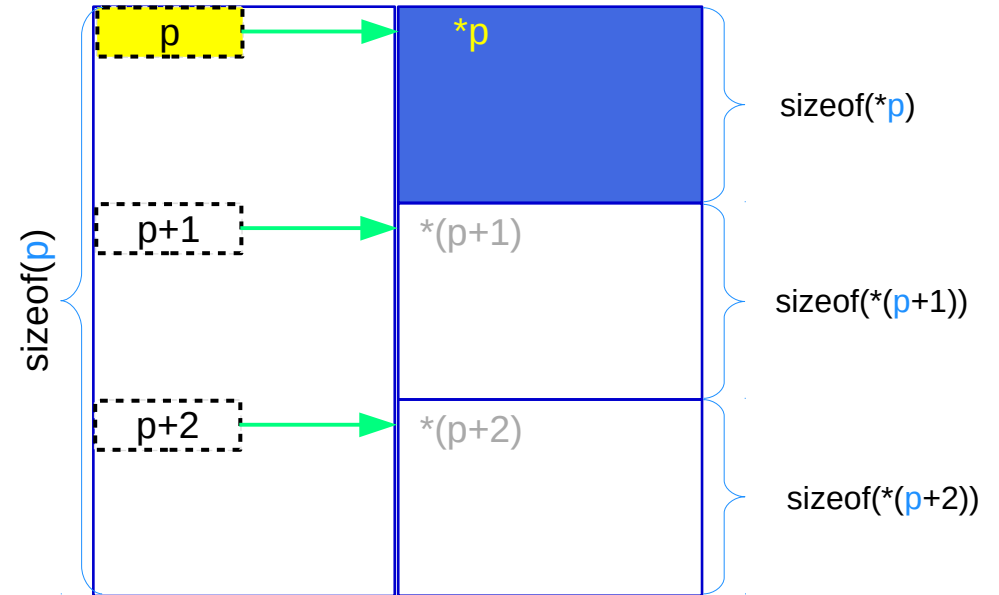 p
*p
sizeof(*p)
sizeof(p)
p+1
*(p+1)
sizeof(*(p+1))
p+2
*(p+2)
sizeof(*(p+2))